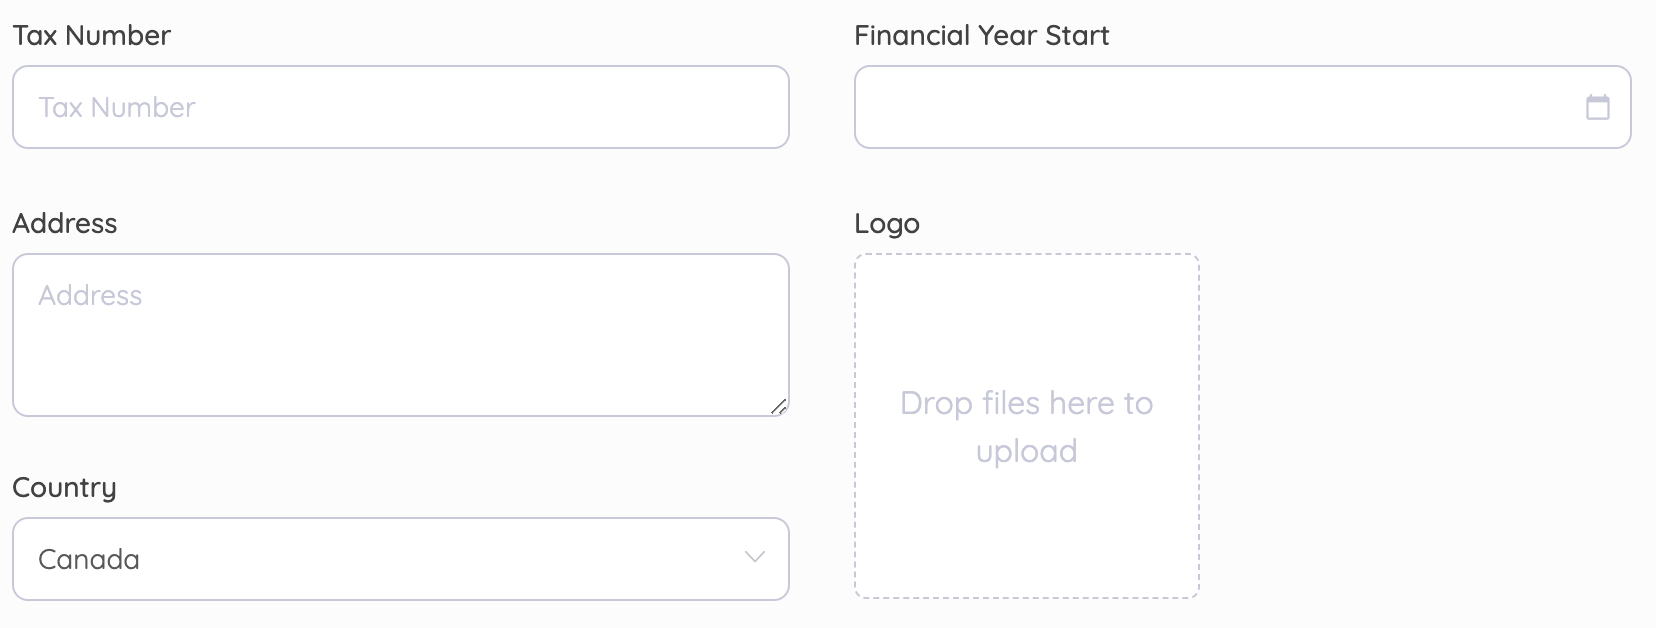 Tax Number
Tax Number
Financial Year Start
Address
Address
Logo
Drop files here to
upload
Country
Canada